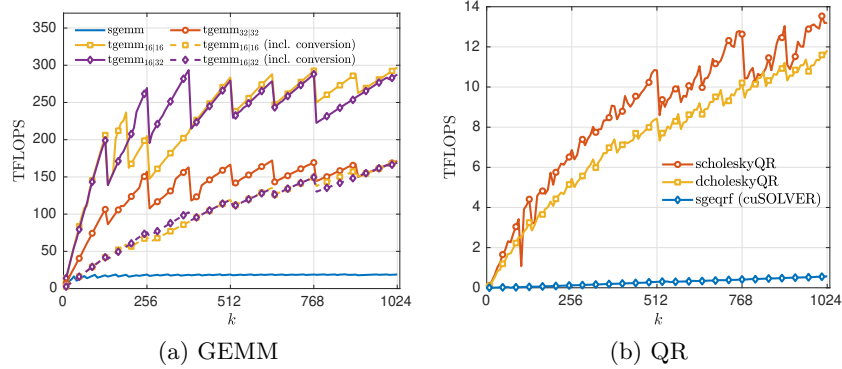 350
300
250
200
150
100
50
0
TFLOPS
sgemm
tgemm16|16
tgemm16|32
tgemm32|32
tgemm16|16 (incl. conversion)
tgemm16|32 (incl. conversion)
0 256 512 768 1024
k
(a) GEMM
14
12
10
8
6
4
2
0
TFLOPS
scholeskyQR
dcholeskyQR
sgeqrf (cuSOLVER)
0 256 512 768 1024
k
(b) QR